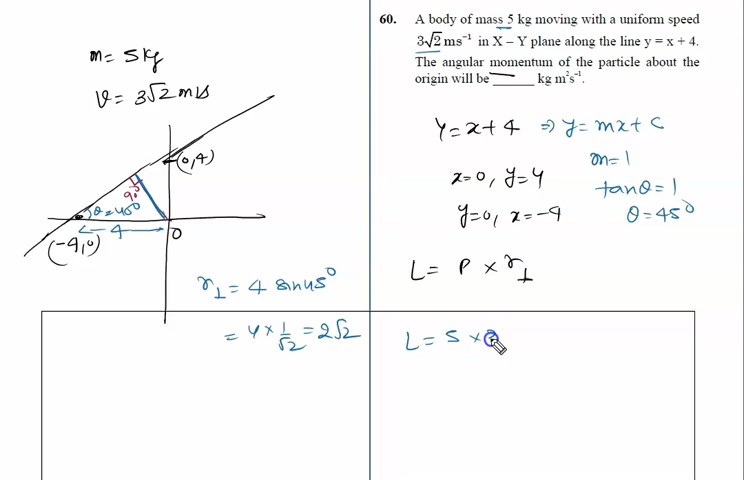 60. A body of mass 5 kg moving with a uniform speed
3√2 ms⁻¹ in X – Y plane along the line y = x + 4.
The angular momentum of the particle about the
origin will be ______ kg m²s⁻¹.
m = 5kg
v = 3√2 m/s
(0,4)
90°
θ=45°
4
0
(-4,0)
r⊥ = 4 sin45°
= 4 × 1/√2 = 2√2
y = x+4 ⇒ y = mx + c
x=0, y=4
y=0, x=-4
m=1
tanθ = 1
θ = 45°
L = P × r⊥
L = 5 ×